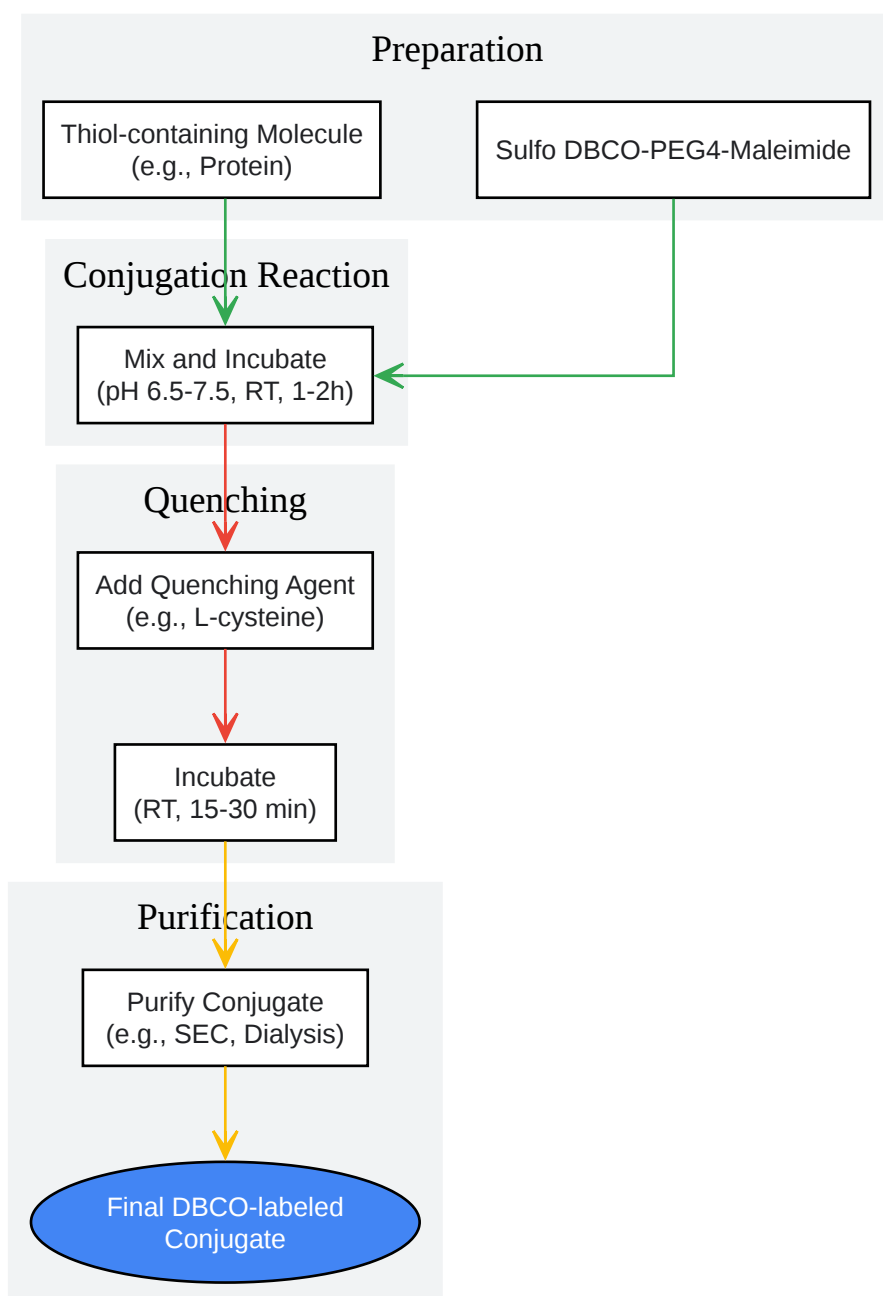 Preparation
Thiol-containing Molecule
(e.g., Protein)
Sulfo DBCO-PEG4-Maleimide
Conjugation Reaction
Mix and Incubate
(pH 6.5-7.5, RT, 1-2h)
Quenching
Add Quenching Agent
(e.g., L-cysteine)
Incubate
(RT, 15-30 min)
Purification
Purify Conjugate
(e.g., SEC, Dialysis)
Final DBCO-labeled
Conjugate